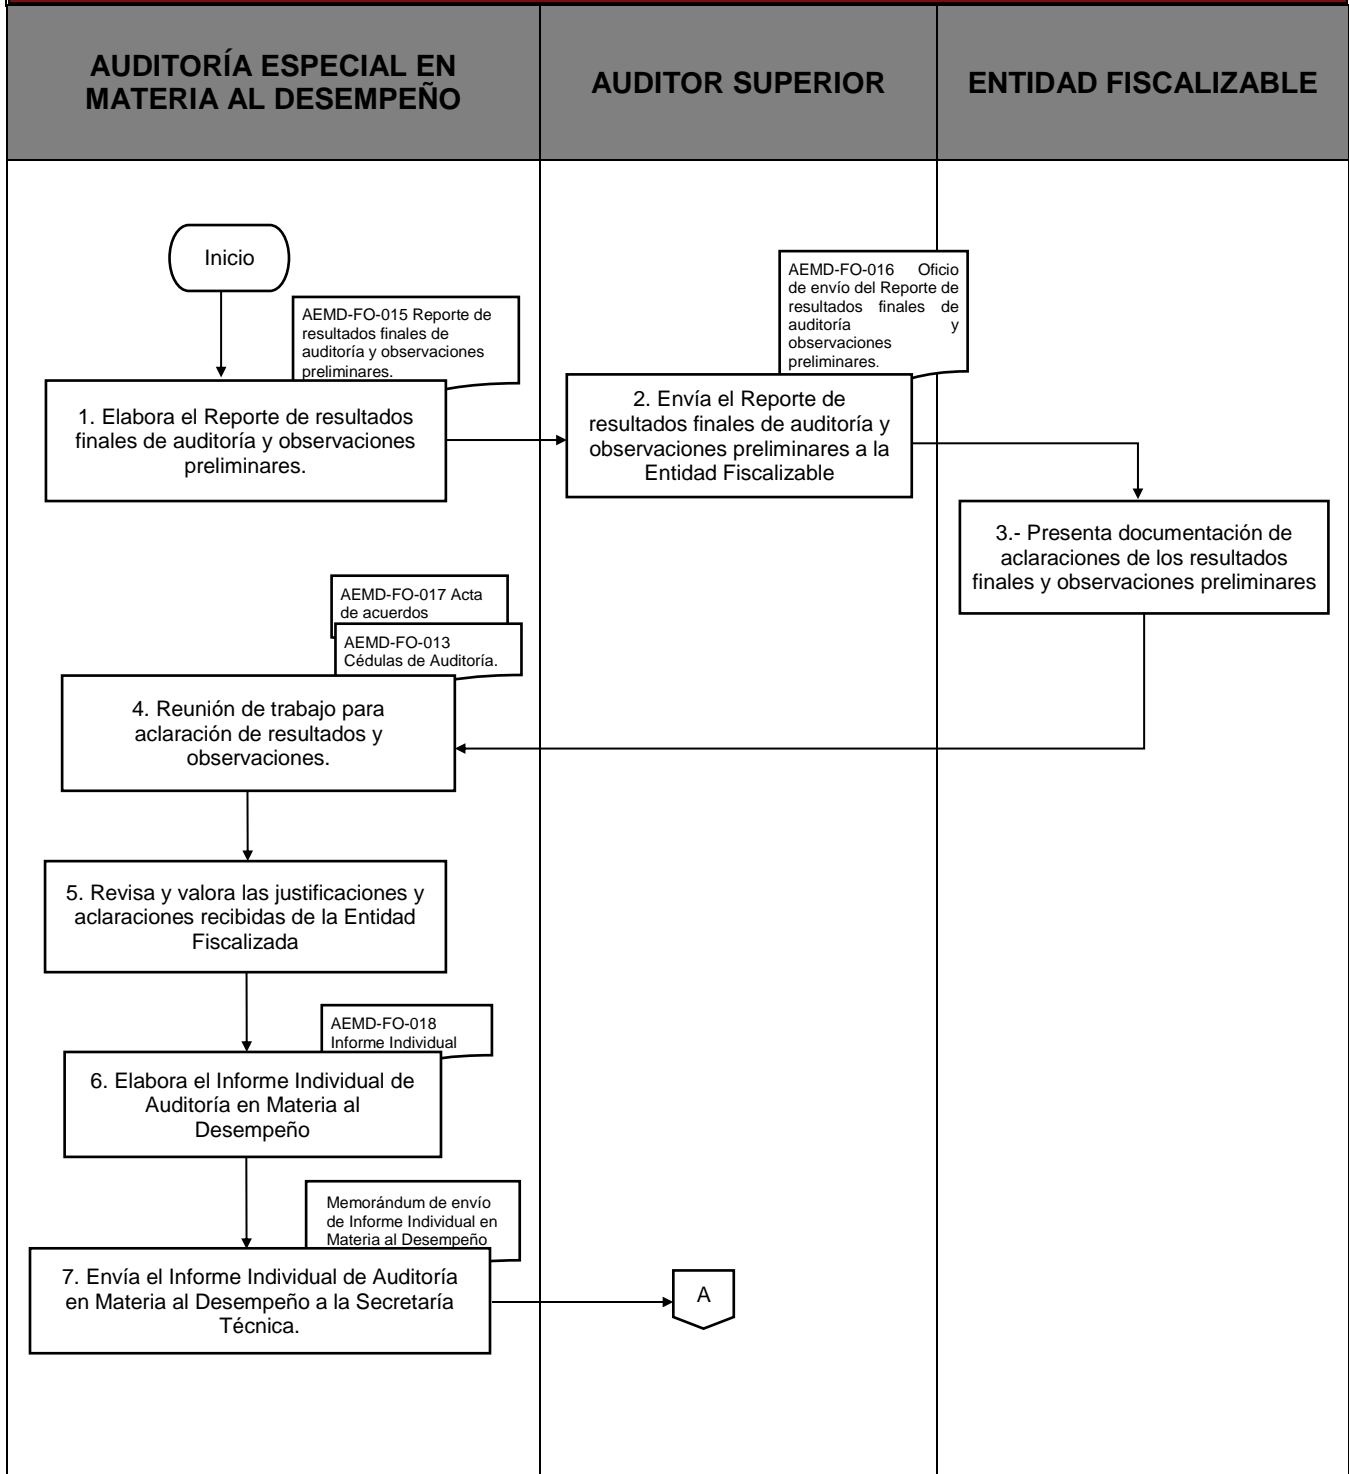 AUDITORÍA ESPECIAL EN
MATERIA AL DESEMPEÑO
AUDITOR SUPERIOR
ENTIDAD FISCALIZABLE
Inicio
AEMD-FO-015 Reporte de
resultados finales de
auditoría y observaciones
preliminares.
1. Elabora el Reporte de resultados
finales de auditoría y observaciones
preliminares.
AEMD-FO-016 Oficio
de envío del Reporte de
resultados finales de
auditoría y
observaciones
preliminares.
2. Envía el Reporte de
resultados finales de auditoría y
observaciones preliminares a la
Entidad Fiscalizable
3.- Presenta documentación de
aclaraciones de los resultados
finales y observaciones preliminares
AEMD-FO-017 Acta
de acuerdos
AEMD-FO-013
Cédulas de Auditoría.
4. Reunión de trabajo para
aclaración de resultados y
observaciones.
5. Revisa y valora las justificaciones y
aclaraciones recibidas de la Entidad
Fiscalizada
AEMD-FO-018
Informe Individual
6. Elabora el Informe Individual de
Auditoría en Materia al
Desempeño
Memorándum de envío
de Informe Individual en
Materia al Desempeño
7. Envía el Informe Individual de Auditoría
en Materia al Desempeño a la Secretaría
Técnica.
A